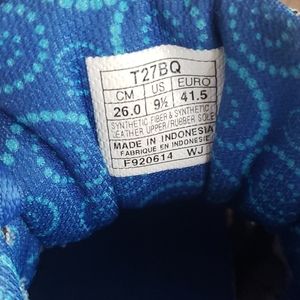 T27BQ
CM US EURO
26.0 9½ 41.5
SYNTHETIC FIBER & SYNTHETIC
LEATHER UPPER/RUBBER SOLE
MADE IN INDONESIA
FABRIQUE EN INDONESIE
F920614 WJ